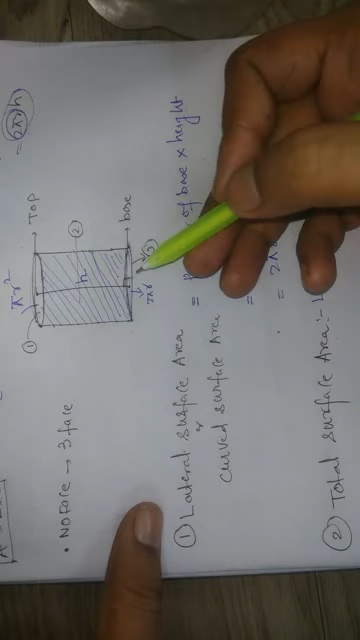 = 2πrh
πr²
Top
①
②
h
base
③
2πr
• No Face → 3 face
① Lateral surface Area = of base × height
or
curved surface Area =
= 2π
② Total surface Area :-